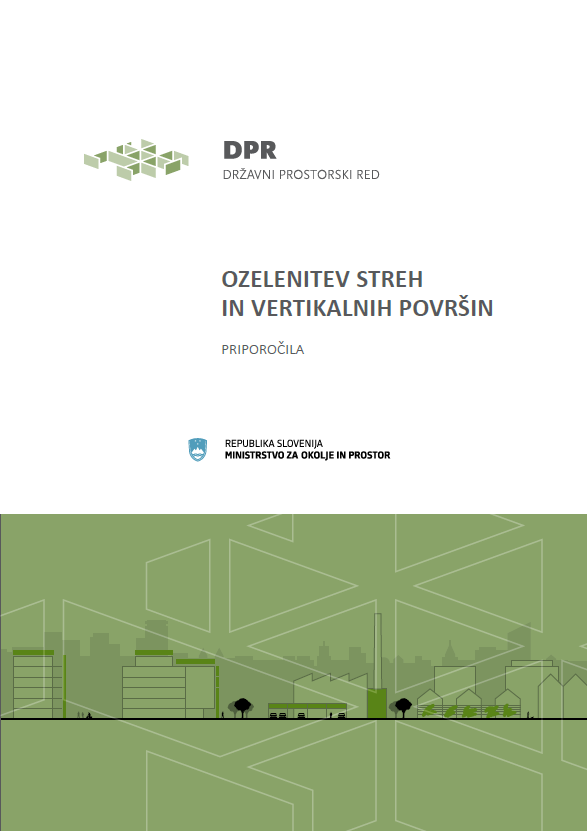 DPR
DRŽAVNI PROSTORSKI RED
OZELENITEV STREH
IN VERTIKALNIH POVRŠIN
PRIPOROČILA
REPUBLIKA SLOVENIJA
MINISTRSTVO ZA OKOLJE IN PROSTOR